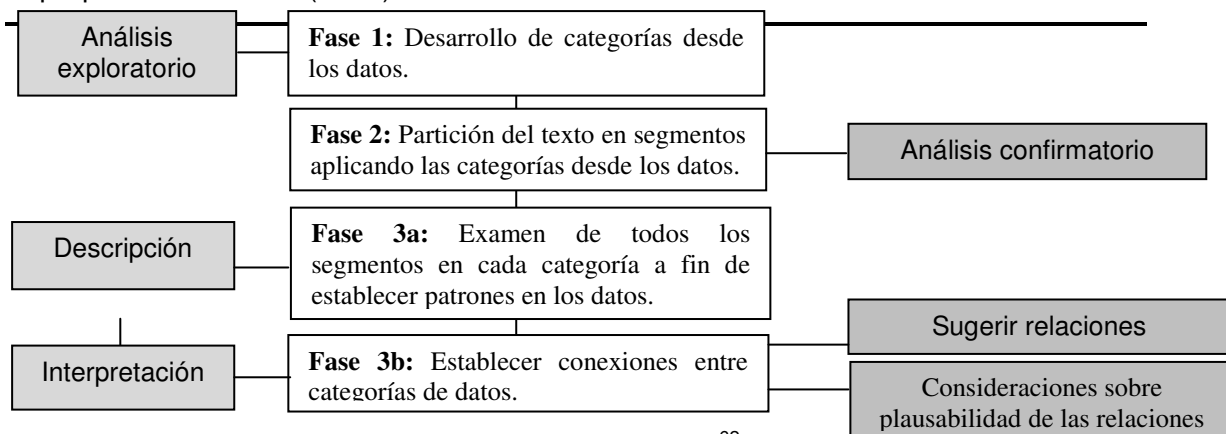 Análisis
exploratorio
Fase 1: Desarrollo de categorías desde
los datos.
Fase 2: Partición del texto en segmentos
aplicando las categorías desde los datos.
Análisis confirmatorio
Descripción
Fase 3a: Examen de todos los
segmentos en cada categoría a fin de
establecer patrones en los datos.
Interpretación
Fase 3b: Establecer conexiones entre
categorías de datos.
Sugerir relaciones
Consideraciones sobre
plausabilidad de las relaciones